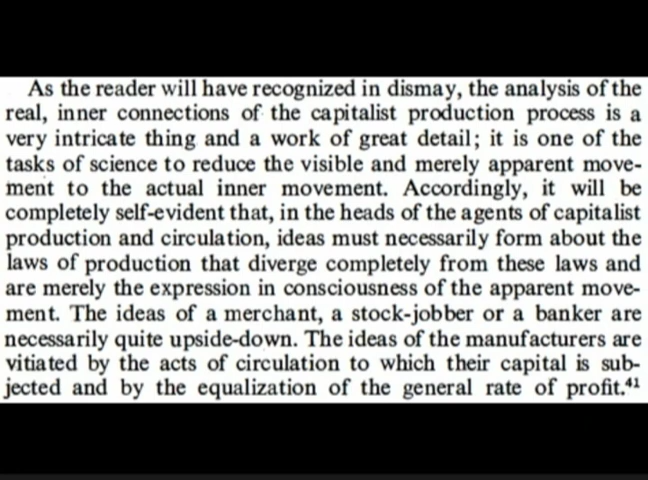 As the reader will have recognized in dismay, the analysis of the
real, inner connections of the capitalist production process is a
very intricate thing and a work of great detail; it is one of the
tasks of science to reduce the visible and merely apparent move-
ment to the actual inner movement. Accordingly, it will be
completely self-evident that, in the heads of the agents of capitalist
production and circulation, ideas must necessarily form about the
laws of production that diverge completely from these laws and
are merely the expression in consciousness of the apparent move-
ment. The ideas of a merchant, a stock-jobber or a banker are
necessarily quite upside-down. The ideas of the manufacturers are
vitiated by the acts of circulation to which their capital is sub-
jected and by the equalization of the general rate of profit.⁴¹